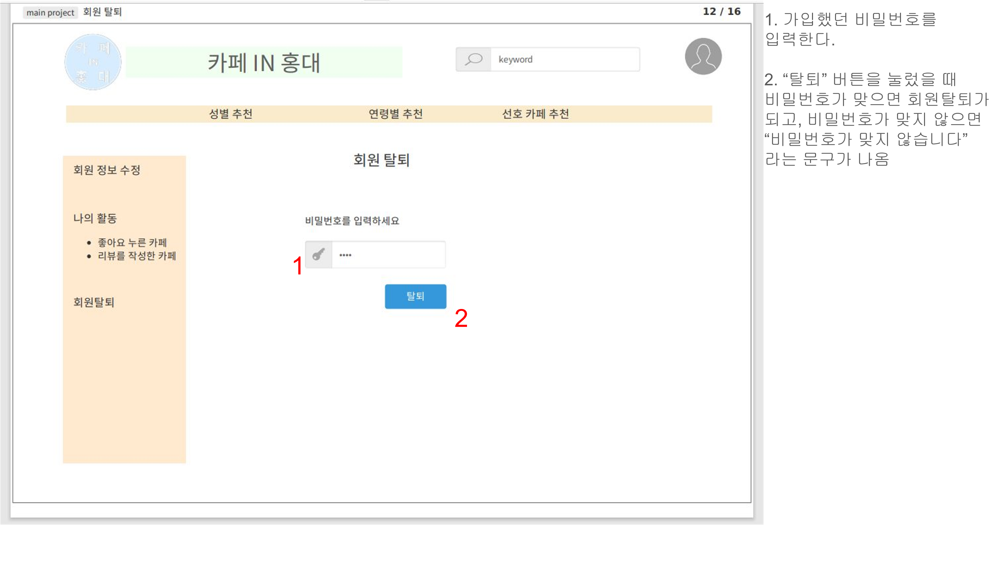 main project 회원 탈퇴
12 / 16
카 페
IN
홍 대
카페 IN 홍대
keyword
성별 추천 연령별 추천 선호 카페 추천
회원 정보 수정
나의 활동
• 좋아요 누른 카페
• 리뷰를 작성한 카페
회원탈퇴
회원 탈퇴
비밀번호를 입력하세요
1
••••
탈퇴
2
1. 가입했던 비밀번호를
입력한다.
2. “탈퇴” 버튼을 눌렀을 때
비밀번호가 맞으면 회원탈퇴가
되고, 비밀번호가 맞지 않으면
“비밀번호가 맞지 않습니다”
라는 문구가 나옴